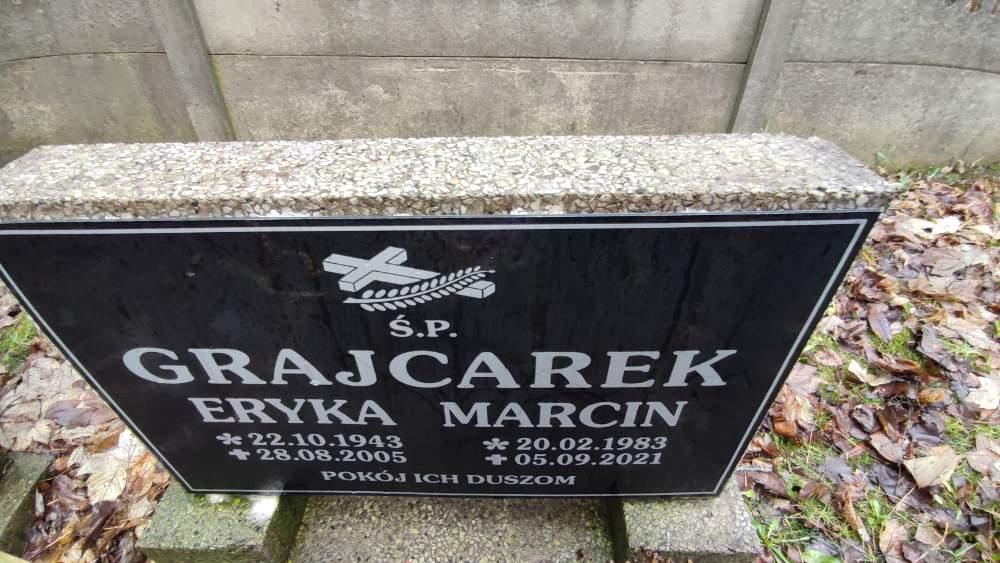 Ś.P.
GRAJCAREK
ERYKA MARCIN
* 22.10.1943 * 20.02.1983
✝ 28.08.2005 ✝ 05.09.2021
POKÓJ ICH DUSZOM